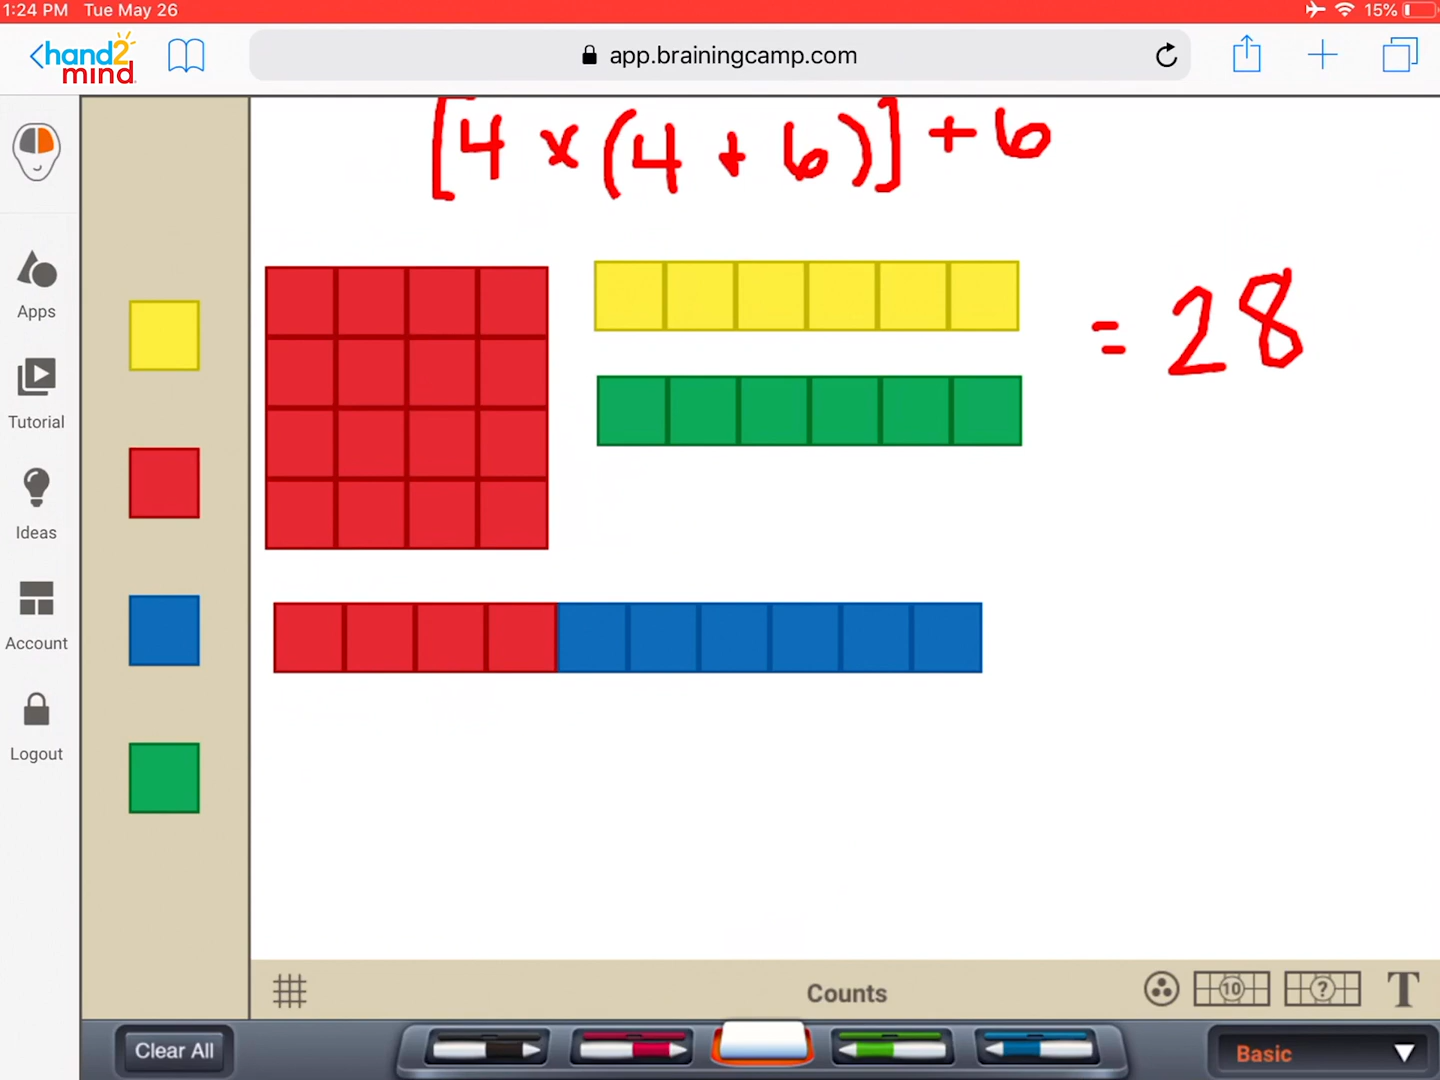 1:24 PM Tue May 26 15%
hand2mind
app.brainingcamp.com
[4 x (4 + 6)] + 6
= 28
Apps
Tutorial
Ideas
Account
Logout
Counts
10
?
T
Clear All
Basic